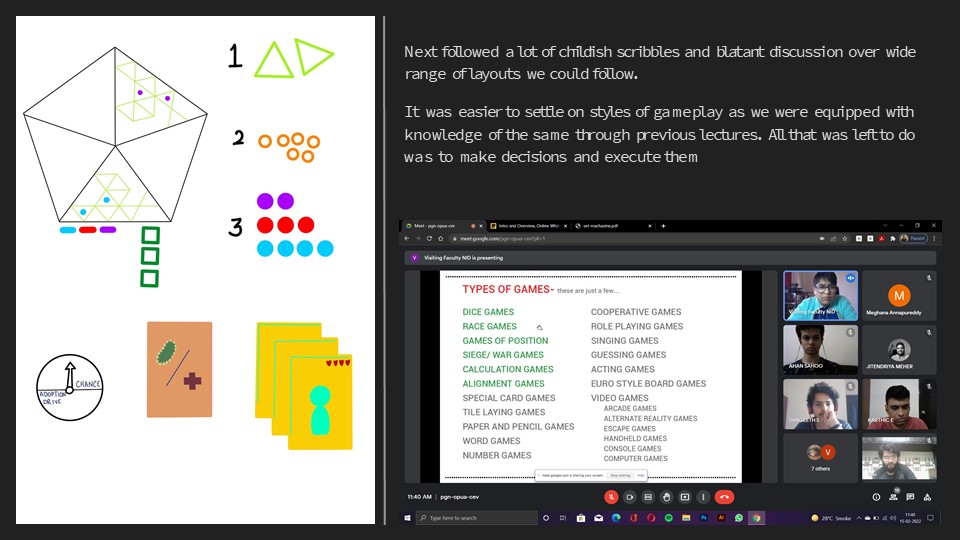 Next followed a lot of childish scribbles and blatant discussion over wide
range of layouts we could follow.
It was easier to settle on styles of gameplay as we were equipped with
knowledge of the same through previous lectures. All that was left to do
was to make decisions and execute them
1
2
3
CHANCE
ADOPTION
DRIVE
Meet - pgn-opua-cev
Intro and Overview, Online Whit
set-machazine.pdf
meet.google.com/pgn-opua-cev?pli=1
Paused
Visiting Faculty NID is presenting
TYPES OF GAMES- these are just a few....
DICE GAMES
RACE GAMES
GAMES OF POSITION
SIEGE/ WAR GAMES
CALCULATION GAMES
ALIGNMENT GAMES
SPECIAL CARD GAMES
TILE LAYING GAMES
PAPER AND PENCIL GAMES
WORD GAMES
NUMBER GAMES
COOPERATIVE GAMES
ROLE PLAYING GAMES
SINGING GAMES
GUESSING GAMES
ACTING GAMES
EURO STYLE BOARD GAMES
VIDEO GAMES
ARCADE GAMES
ALTERNATE REALITY GAMES
ESCAPE GAMES
HANDHELD GAMES
CONSOLE GAMES
COMPUTER GAMES
meet.google.com is sharing your screen.
Stop sharing
Hide
Visiting Faculty NID
M
Meghana Annapureddy
AHAN SAHOO
JITENDRIYA MEHER
SANGEETH S
KARTHIC E
V
7 others
11:40 AM | pgn-opua-cev
Type here to search
28°C Smoke
11:40
15-02-2022